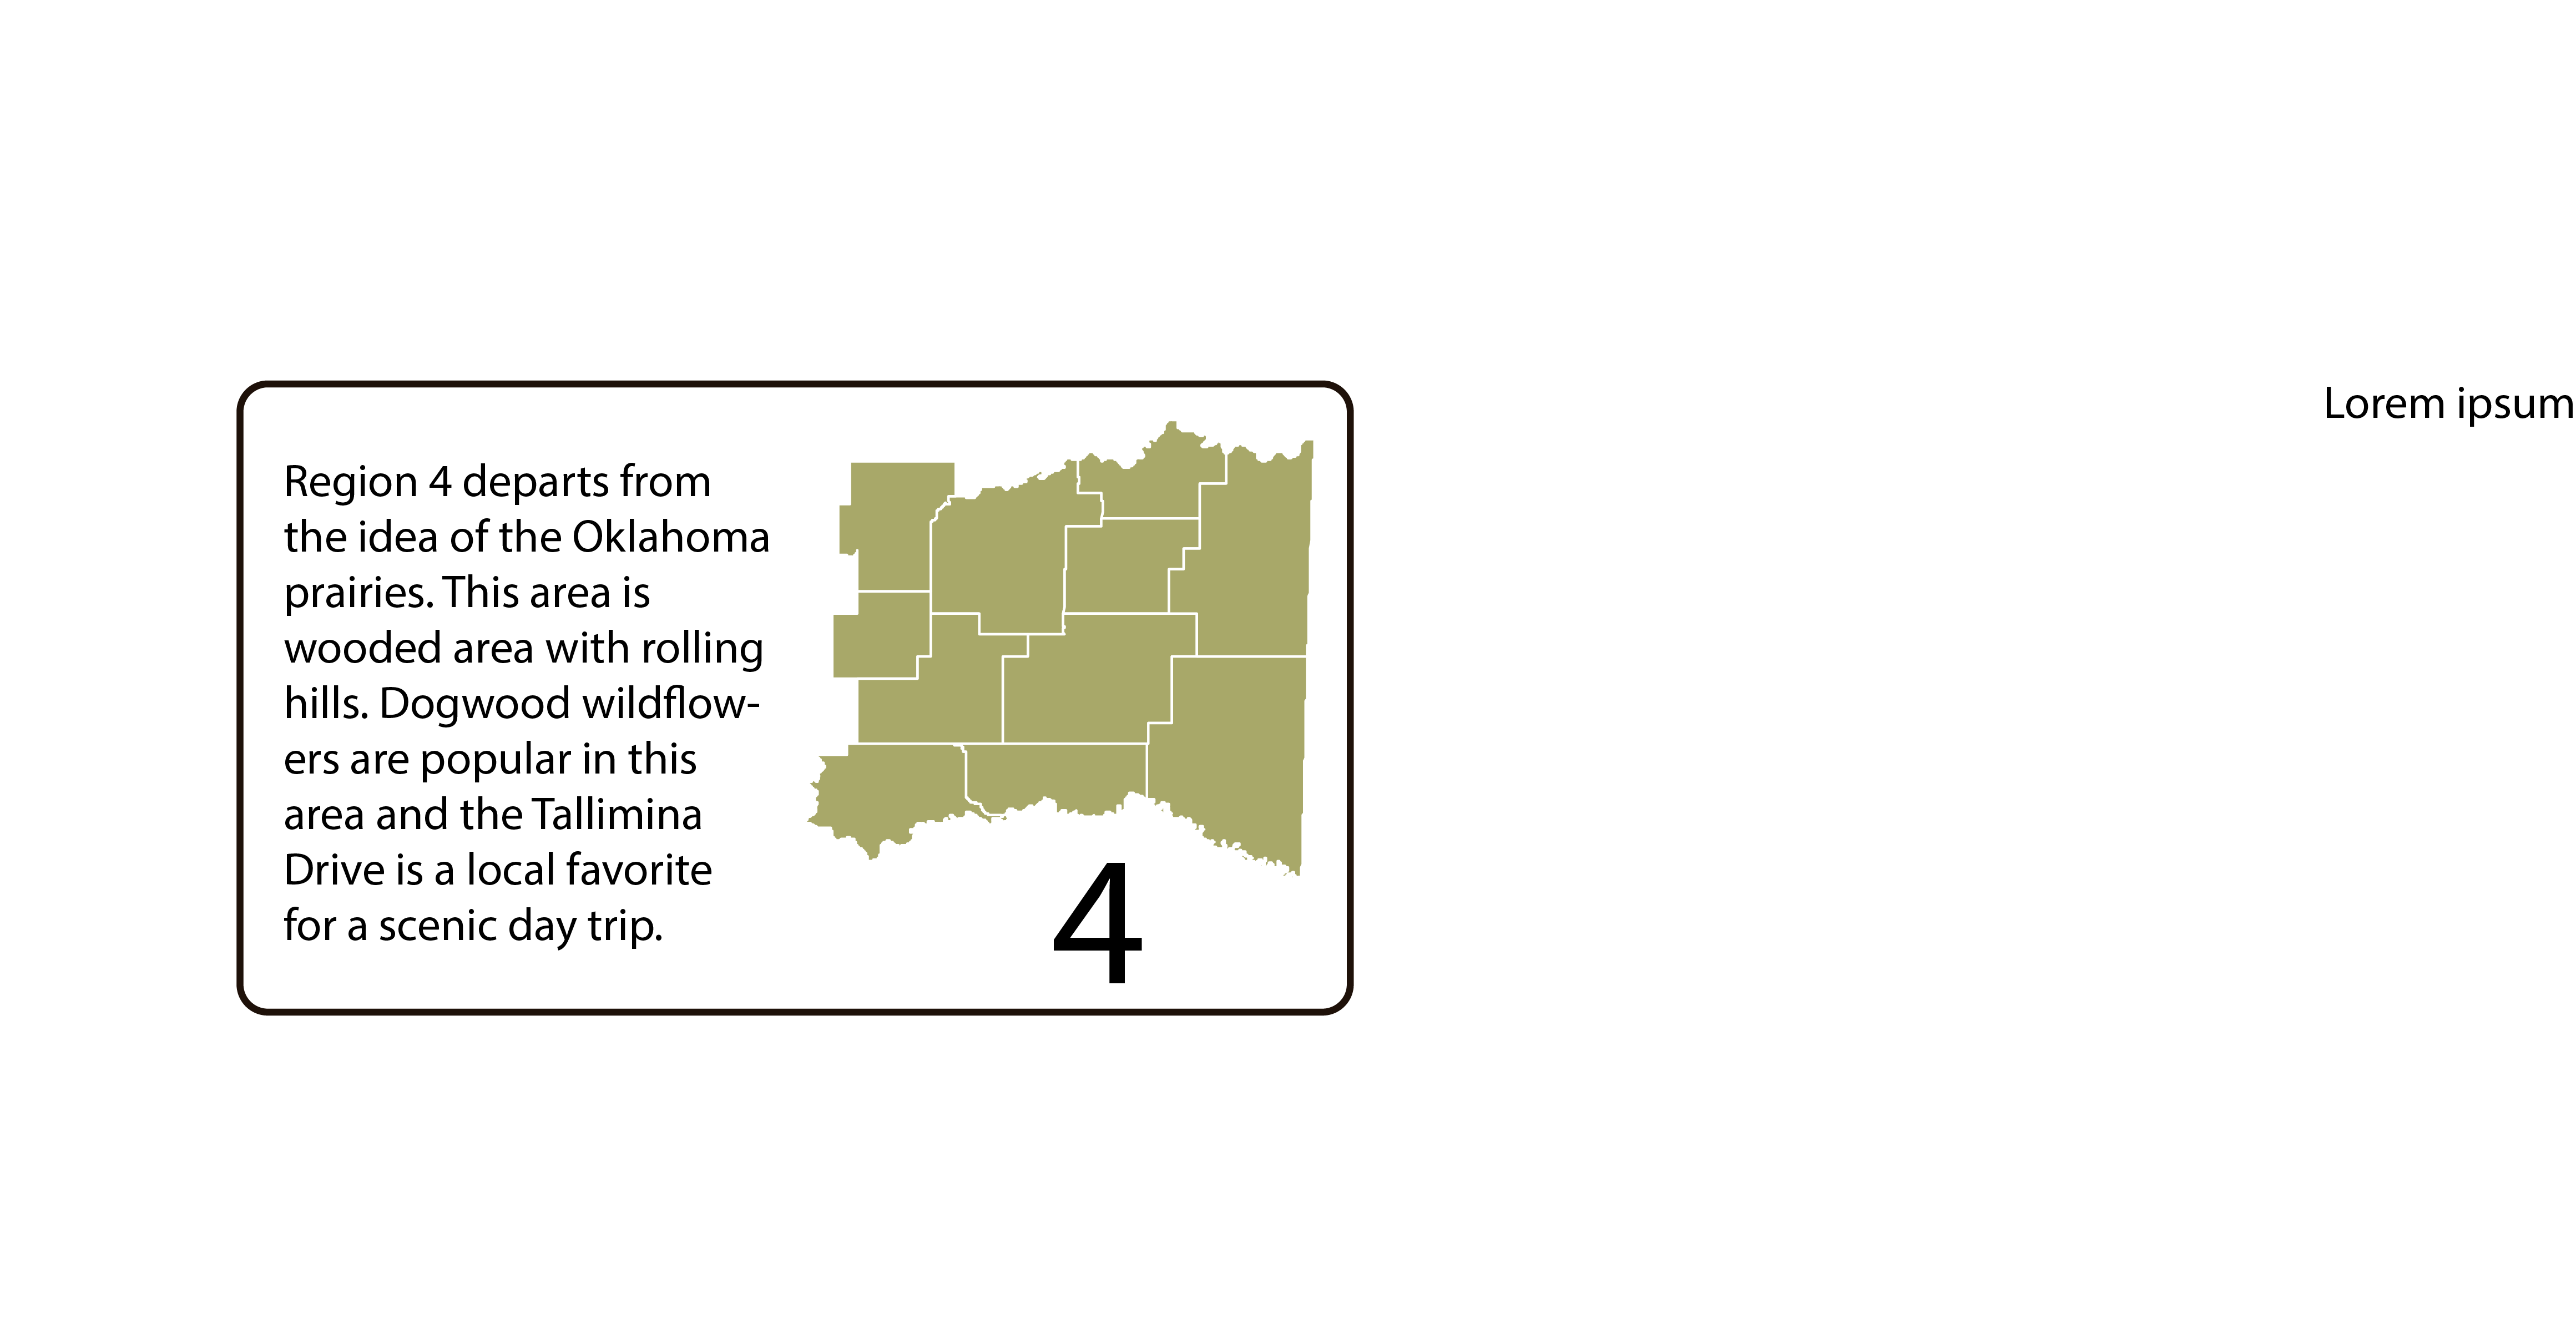 Region 4 departs from
the idea of the Oklahoma
prairies. This area is
wooded area with rolling
hills. Dogwood wildflow-
ers are popular in this
area and the Tallimina
Drive is a local favorite
for a scenic day trip.
4
Lorem ipsum